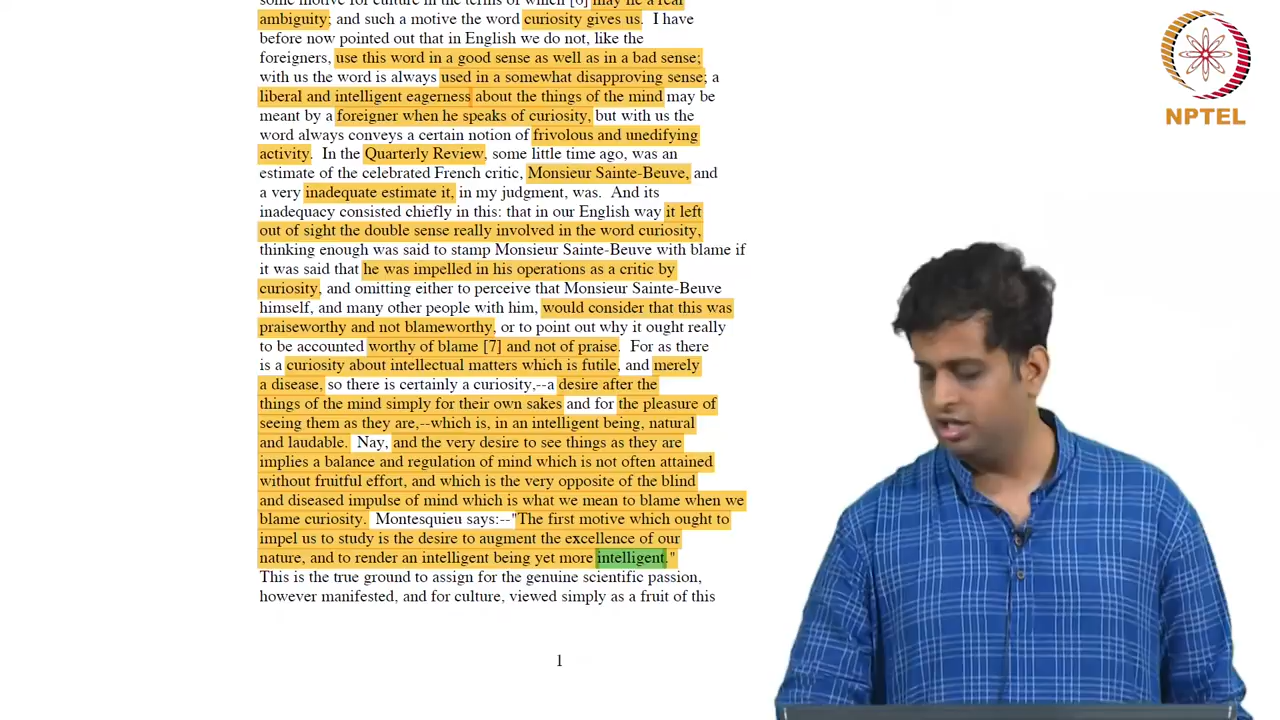 some motive for culture in the terms of which [6] may lie a real
ambiguity; and such a motive the word curiosity gives us. I have
before now pointed out that in English we do not, like the
foreigners, use this word in a good sense as well as in a bad sense;
with us the word is always used in a somewhat disapproving sense; a
liberal and intelligent eagerness about the things of the mind may be
meant by a foreigner when he speaks of curiosity, but with us the
word always conveys a certain notion of frivolous and unedifying
activity. In the Quarterly Review, some little time ago, was an
estimate of the celebrated French critic, Monsieur Sainte-Beuve, and
a very inadequate estimate it, in my judgment, was. And its
inadequacy consisted chiefly in this: that in our English way it left
out of sight the double sense really involved in the word curiosity,
thinking enough was said to stamp Monsieur Sainte-Beuve with blame if
it was said that he was impelled in his operations as a critic by
curiosity, and omitting either to perceive that Monsieur Sainte-Beuve
himself, and many other people with him, would consider that this was
praiseworthy and not blameworthy, or to point out why it ought really
to be accounted worthy of blame [7] and not of praise. For as there
is a curiosity about intellectual matters which is futile, and merely
a disease, so there is certainly a curiosity,--a desire after the
things of the mind simply for their own sakes and for the pleasure of
seeing them as they are,--which is, in an intelligent being, natural
and laudable. Nay, and the very desire to see things as they are
implies a balance and regulation of mind which is not often attained
without fruitful effort, and which is the very opposite of the blind
and diseased impulse of mind which is what we mean to blame when we
blame curiosity. Montesquieu says:--"The first motive which ought to
impel us to study is the desire to augment the excellence of our
nature, and to render an intelligent being yet more intelligent."
This is the true ground to assign for the genuine scientific passion,
however manifested, and for culture, viewed simply as a fruit of this
1
NPTEL